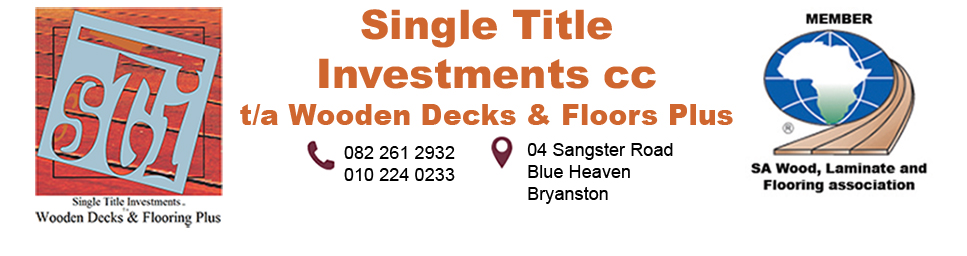 sti
Single Title Investments cc
Wooden Decks & Flooring Plus
Single Title
Investments cc
t/a Wooden Decks & Floors Plus
082 261 2932
010 224 0233
04 Sangster Road
Blue Heaven
Bryanston
MEMBER
®
SA Wood, Laminate and
Flooring association